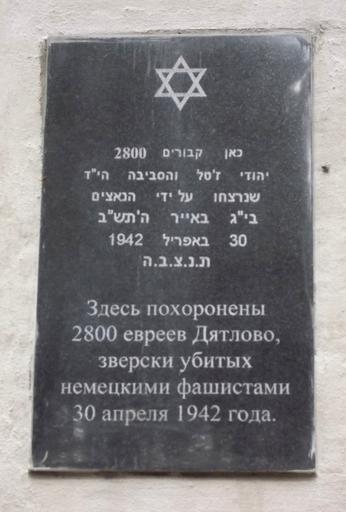 כאן קבורים 2800
יהודי ז'טל והסביבה הי"ד
שנרצחו על ידי הנאצים
בי"ג באייר ה'תש"ב
30 באפריל 1942
ת.נ.צ.ב.ה
Здесь похоронены
2800 евреев Дятлово,
зверски убитых
немецкими фашистами
30 апреля 1942 года.